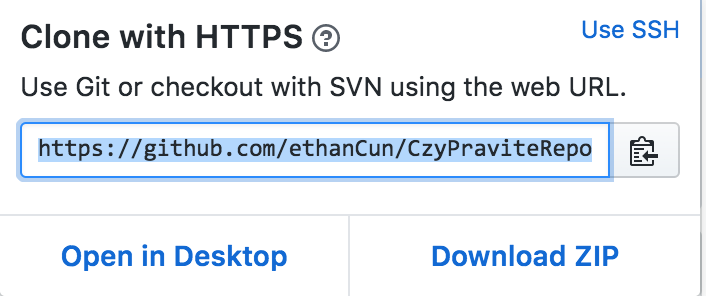 Clone with HTTPS ?
Use SSH
Use Git or checkout with SVN using the web URL.
https://github.com/ethanCun/CzyPraviteRepo
Open in Desktop
Download ZIP